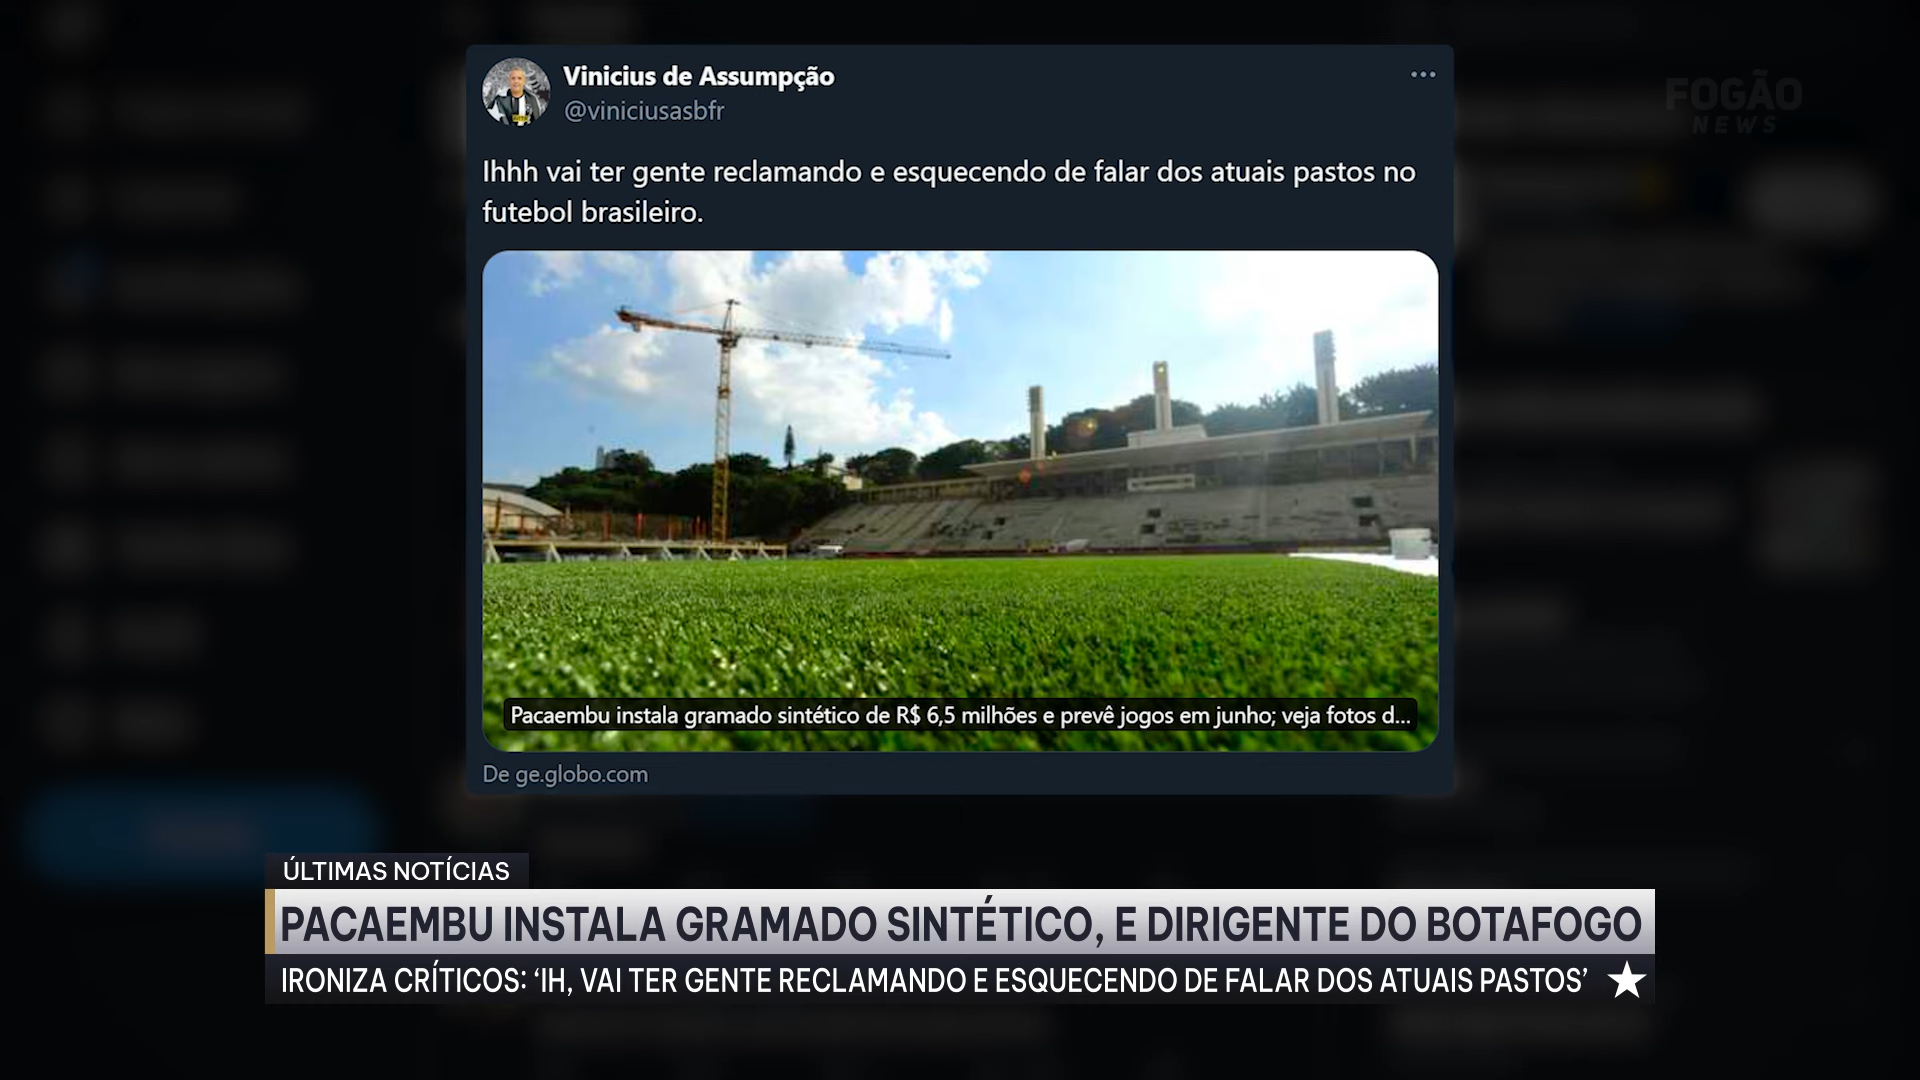 Vinicius de Assumpção
@viniciusasbfr
FOGÃO
NEWS
Ihhh vai ter gente reclamando e esquecendo de falar dos atuais pastos no
futebol brasileiro.
Pacaembu instala gramado sintético de R$ 6,5 milhões e prevê jogos em junho; veja fotos d...
De ge.globo.com
ÚLTIMAS NOTÍCIAS
PACAEMBU INSTALA GRAMADO SINTÉTICO, E DIRIGENTE DO BOTAFOGO
IRONIZA CRÍTICOS: ‘IH, VAI TER GENTE RECLAMANDO E ESQUECENDO DE FALAR DOS ATUAIS PASTOS’